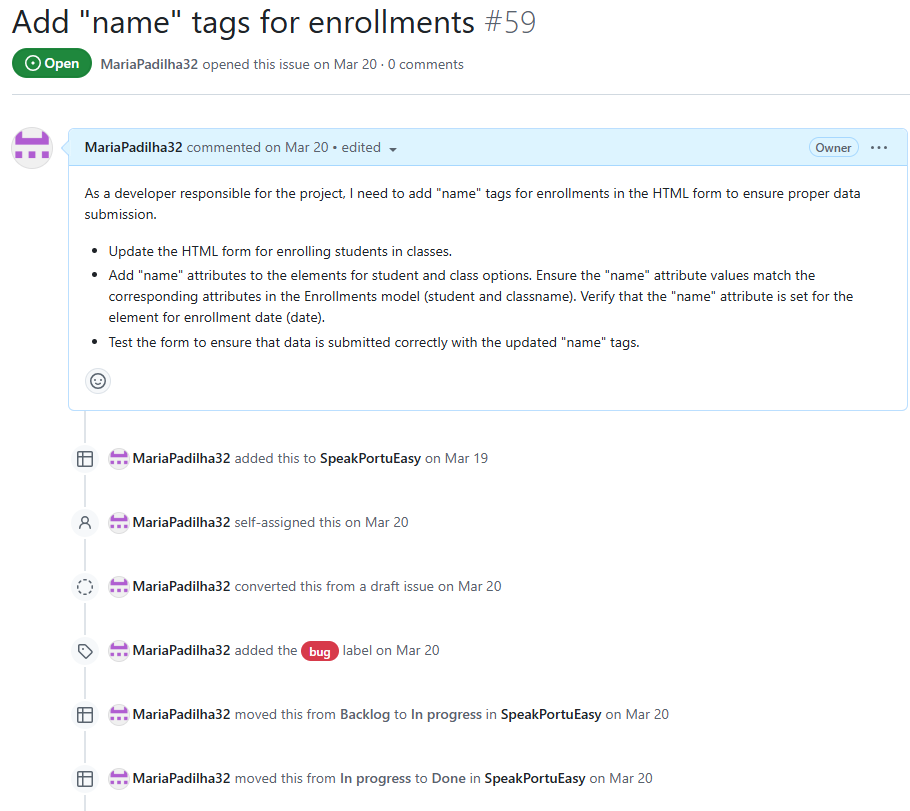 Add "name" tags for enrollments #59
Open MariaPadilha32 opened this issue on Mar 20 · 0 comments
MariaPadilha32 commented on Mar 20 • edited Owner
As a developer responsible for the project, I need to add "name" tags for enrollments in the HTML form to ensure proper data
submission.
• Update the HTML form for enrolling students in classes.
• Add "name" attributes to the elements for student and class options. Ensure the "name" attribute values match the
corresponding attributes in the Enrollments model (student and classname). Verify that the "name" attribute is set for the
element for enrollment date (date).
• Test the form to ensure that data is submitted correctly with the updated "name" tags.
MariaPadilha32 added this to SpeakPortuEasy on Mar 19
MariaPadilha32 self-assigned this on Mar 20
MariaPadilha32 converted this from a draft issue on Mar 20
MariaPadilha32 added the bug label on Mar 20
MariaPadilha32 moved this from Backlog to In progress in SpeakPortuEasy on Mar 20
MariaPadilha32 moved this from In progress to Done in SpeakPortuEasy on Mar 20